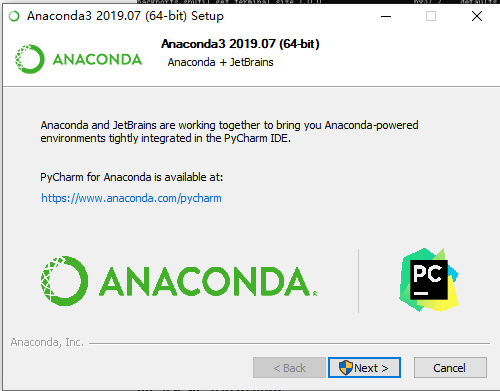 Anaconda3 2019.07 (64-bit) Setup
ANACONDA
Anaconda3 2019.07 (64-bit)
Anaconda + JetBrains
Anaconda and JetBrains are working together to bring you Anaconda-powered
environments tightly integrated in the PyCharm IDE.
PyCharm for Anaconda is available at:
https://www.anaconda.com/pycharm
ANACONDA®
PC
Anaconda, Inc.
< Back
Next >
Cancel